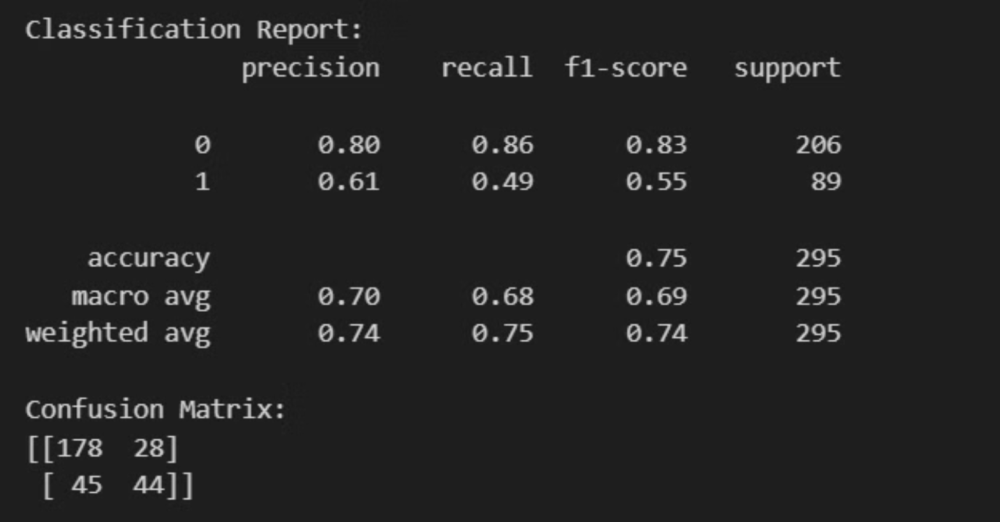 Classification Report:
precision recall f1-score support
0 0.80 0.86 0.83 206
1 0.61 0.49 0.55 89
accuracy 0.75 295
macro avg 0.70 0.68 0.69 295
weighted avg 0.74 0.75 0.74 295
Confusion Matrix:
[[178 28]
[ 45 44]]